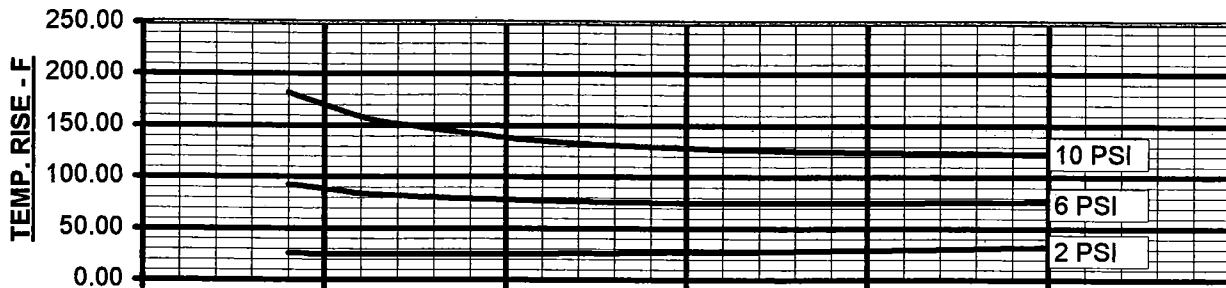 TEMP. RISE - F
250.00
200.00
150.00
100.00
50.00
0.00
10 PSI
6 PSI
2 PSI